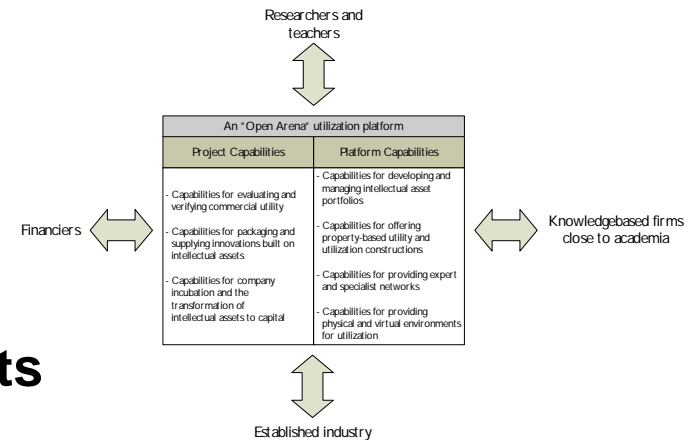 Researchers and
teachers
An "Open Arena" utilization platform
Project Capabilities
Platform Capabilities
- Capabilities for evaluating and
verifying commercial utility
- Capabilities for packaging and
supplying innovations built on
intellectual assets
- Capabilities for company
incubation and the
transformation of
intellectual assets to capital
- Capabilities for developing and
managing intellectual asset
portfolios
- Capabilities for offering
property-based utility and
utilization constructions
- Capabilities for providing expert
and specialist networks
- Capabilities for providing
physical and virtual environments
for utilization
Financiers
Knowledgebased firms
close to academia
ts
Established industry